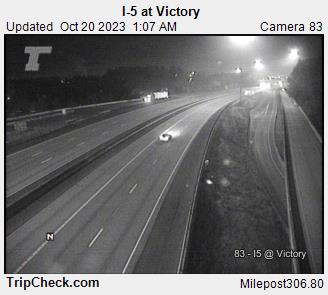 I-5 at Victory
Updated Oct 20 2023 1:07 AM Camera 83
T
N
83 - I5 @ Victory
TripCheck.com Milepost306.80